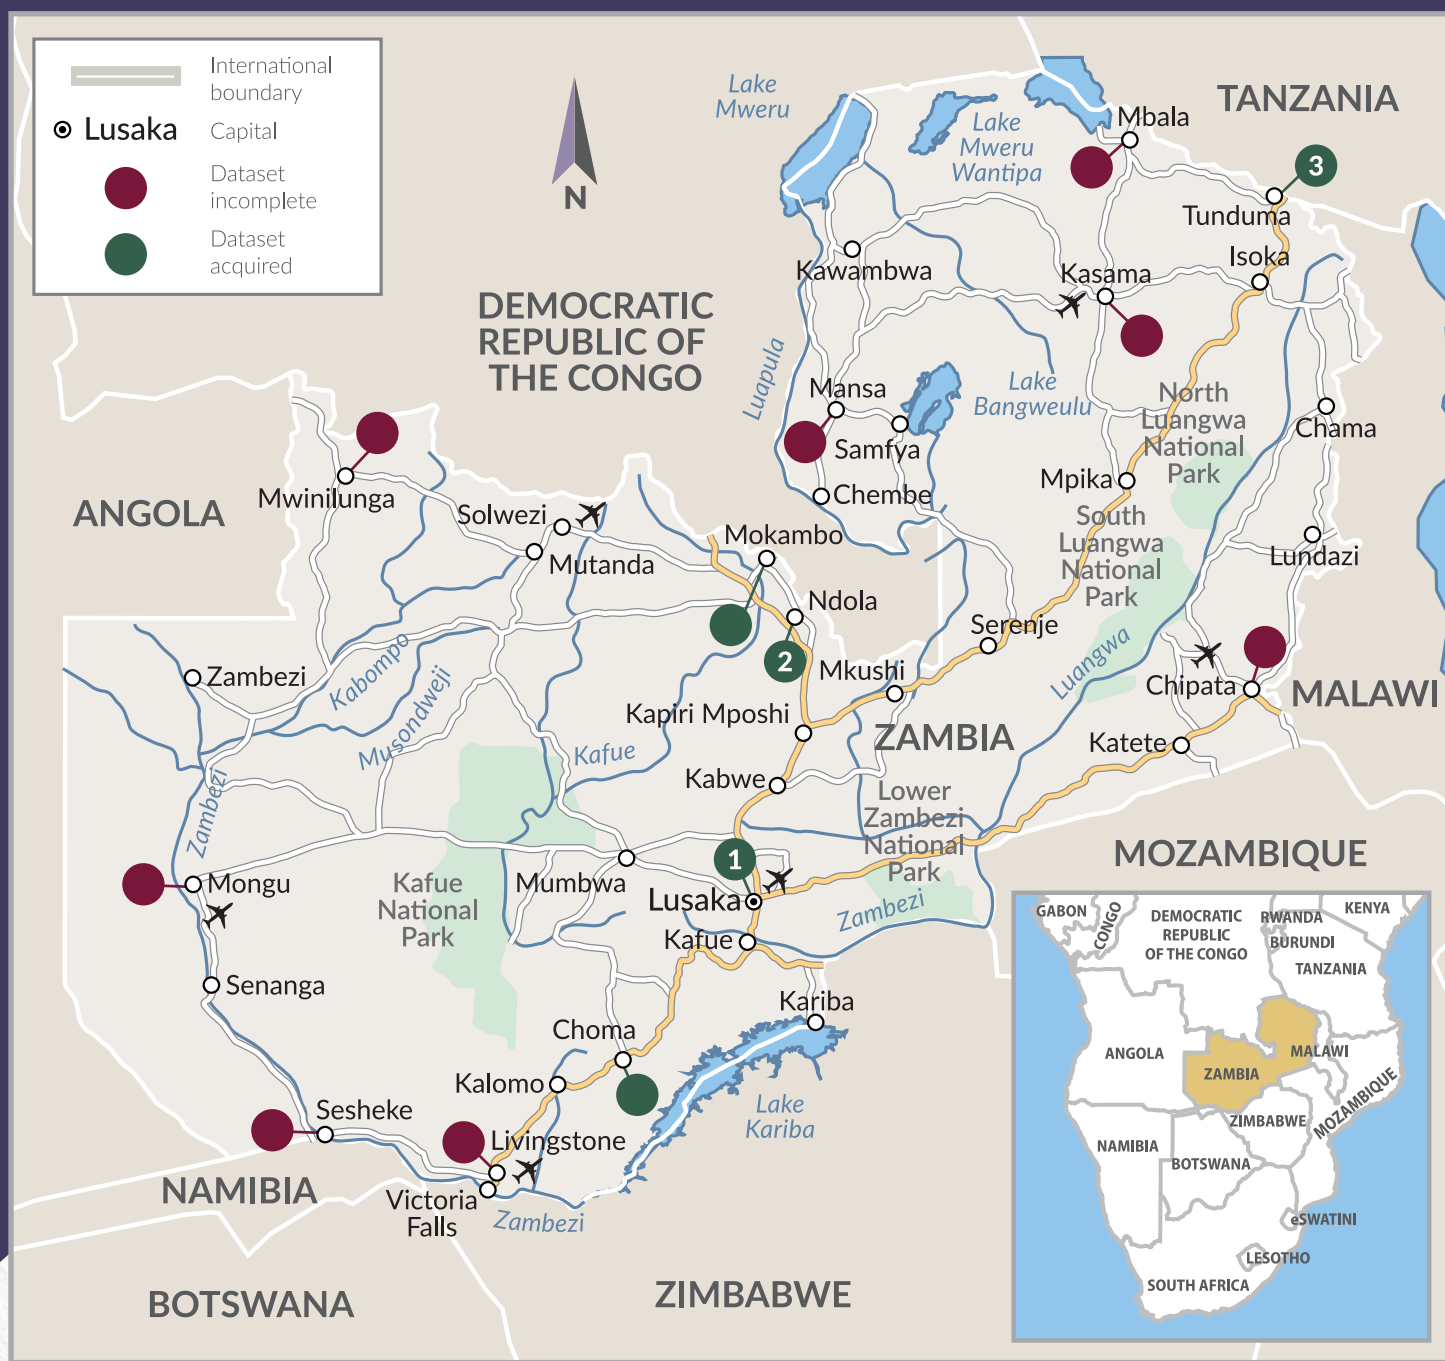 International
boundary
Lusaka
Capital
Dataset
incomplete
Dataset
acquired
N
Lake
Mweru
Lake
Mweru
Wantipa
Mbala
TANZANIA
3
Tunduma
Isoka
Kawambwa
Kasama
DEMOCRATIC
REPUBLIC OF
THE CONGO
Luapula
Mansa
Lake
Bangweulu
Samfya
Chembe
North
Luangwa
National
Park
Chama
Mpika
South
Luangwa
National
Park
Lundazi
ANGOLA
Mwinilunga
Solwezi
Mutanda
Mokambo
Ndola
2
Serenje
Mkushi
Luangwa
Chipata
MALAWI
Zambezi
Kabompo
Musondweji
Kapiri Mposhi
ZAMBIA
Katete
Kafue
Kabwe
Lower
Zambezi
National
Park
Zambezi
MOZAMBIQUE
1
Mongu
Kafue
National
Park
Mumbwa
Lusaka
Zambezi
Kafue
Senanga
Kariba
Choma
Kalomo
Lake
Kariba
Sesheke
Livingstone
NAMIBIA
Victoria
Falls
Zambezi
BOTSWANA
ZIMBABWE
GABON
CONGO
DEMOCRATIC
REPUBLIC
OF THE CONGO
RWANDA
KENYA
BURUNDI
TANZANIA
ANGOLA
MALAWI
ZAMBIA
MOZAMBIQUE
ZIMBABWE
NAMIBIA
BOTSWANA
eSWATINI
LESOTHO
SOUTH AFRICA